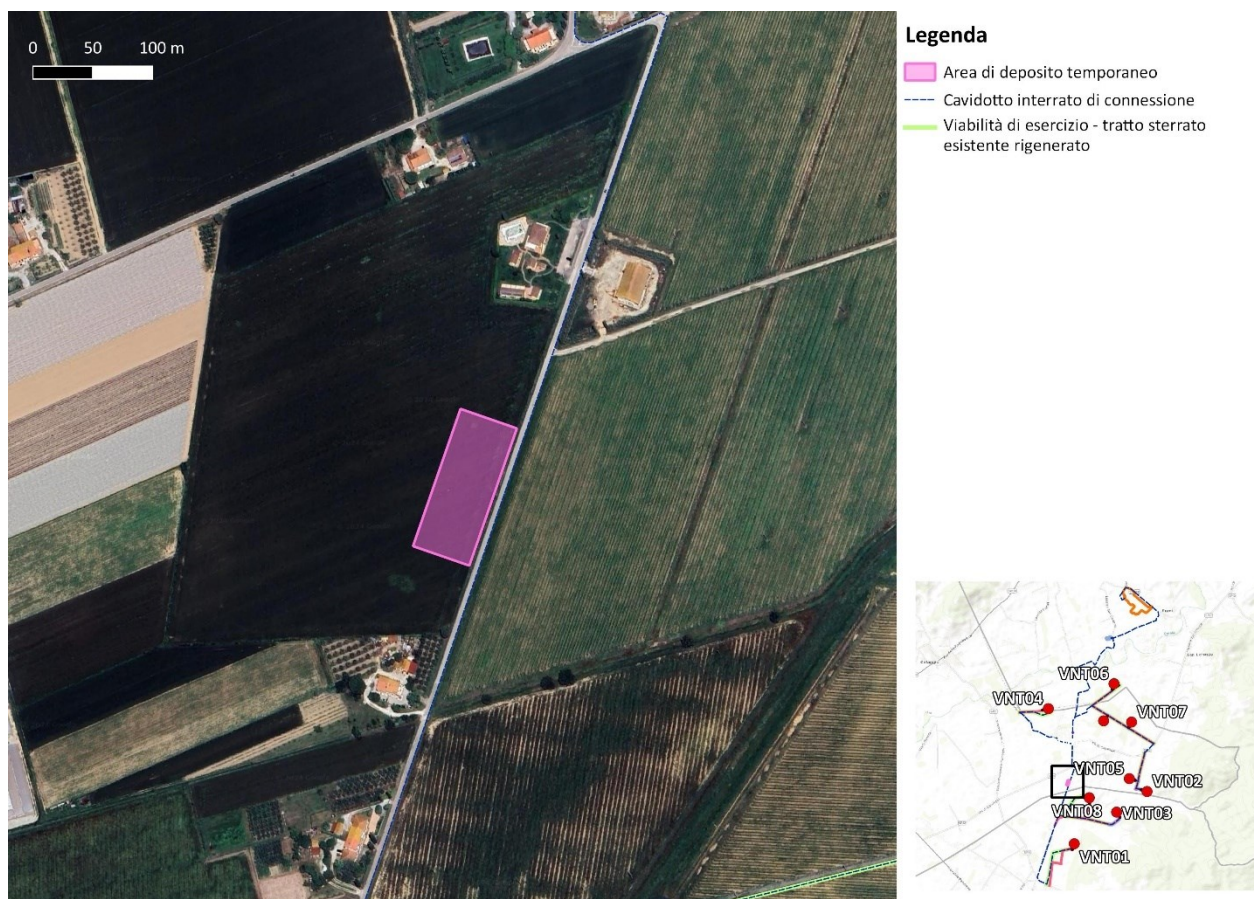 0 50 100 m
Legenda
Area di deposito temporaneo
Cavidotto interrato di connessione
Viabilità di esercizio - tratto sterrato
esistente rigenerato
VNT06
VNT04
VNT07
VNT05
VNT02
VNT08
VNT03
VNT01